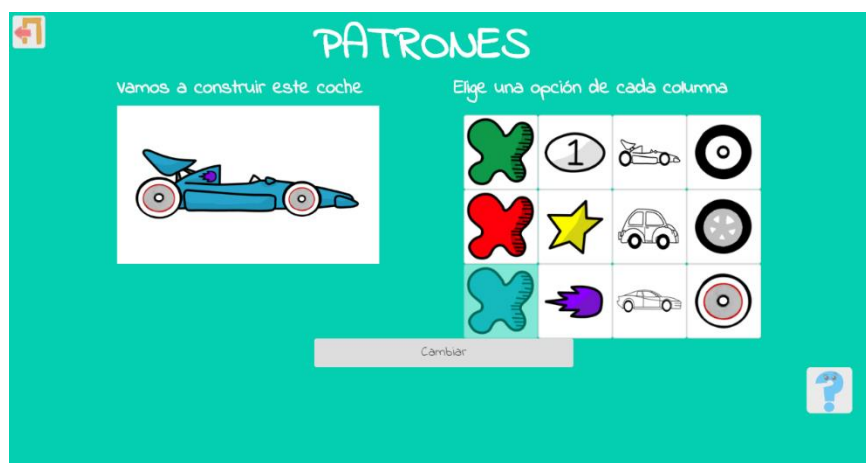 PATRONES
Vamos a construir este coche
Elige una opción de cada columna
1
Cambiar
?